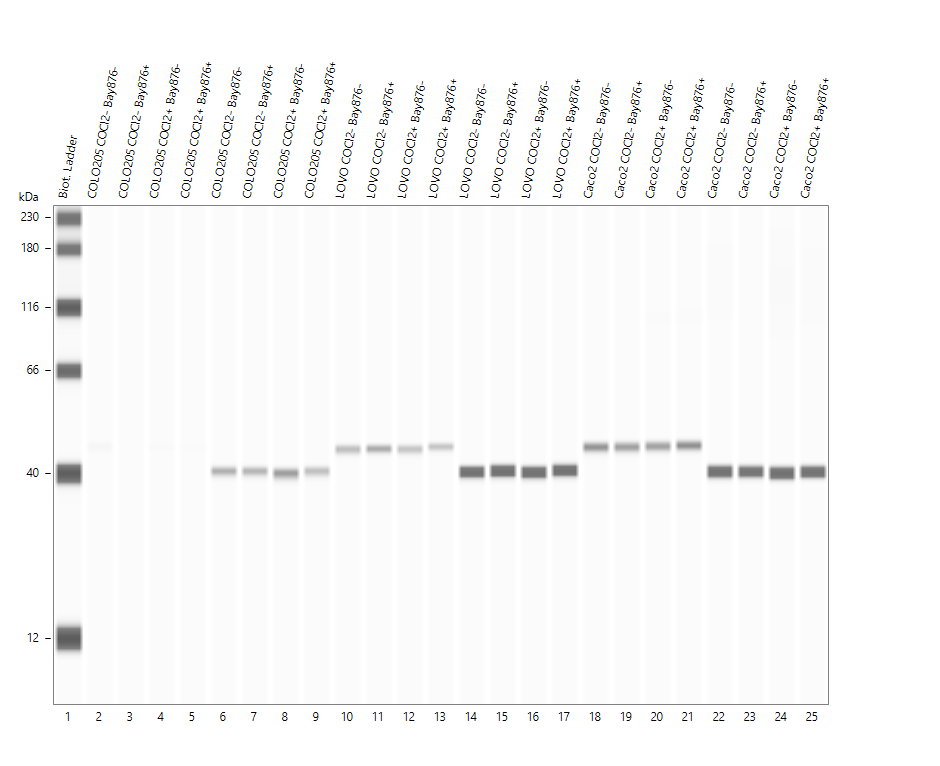 kDa
Biot. Ladder
COLO205 COCl2- Bay876-
COLO205 COCl2- Bay876+
COLO205 COCl2+ Bay876-
COLO205 COCl2+ Bay876+
COLO205 COCl2- Bay876-
COLO205 COCl2- Bay876+
COLO205 COCl2+ Bay876-
COLO205 COCl2+ Bay876+
LOVO COCl2- Bay876-
LOVO COCl2- Bay876+
LOVO COCl2+ Bay876-
LOVO COCl2+ Bay876+
LOVO COCl2- Bay876-
LOVO COCl2- Bay876+
LOVO COCl2+ Bay876-
LOVO COCl2+ Bay876+
Caco2 COCl2- Bay876-
Caco2 COCl2- Bay876+
Caco2 COCl2+ Bay876-
Caco2 COCl2+ Bay876+
Caco2 COCl2- Bay876-
Caco2 COCl2- Bay876+
Caco2 COCl2+ Bay876-
Caco2 COCl2+ Bay876+
230
180
116
66
40
12
1 2 3 4 5 6 7 8 9 10 11 12 13 14 15 16 17 18 19 20 21 22 23 24 25